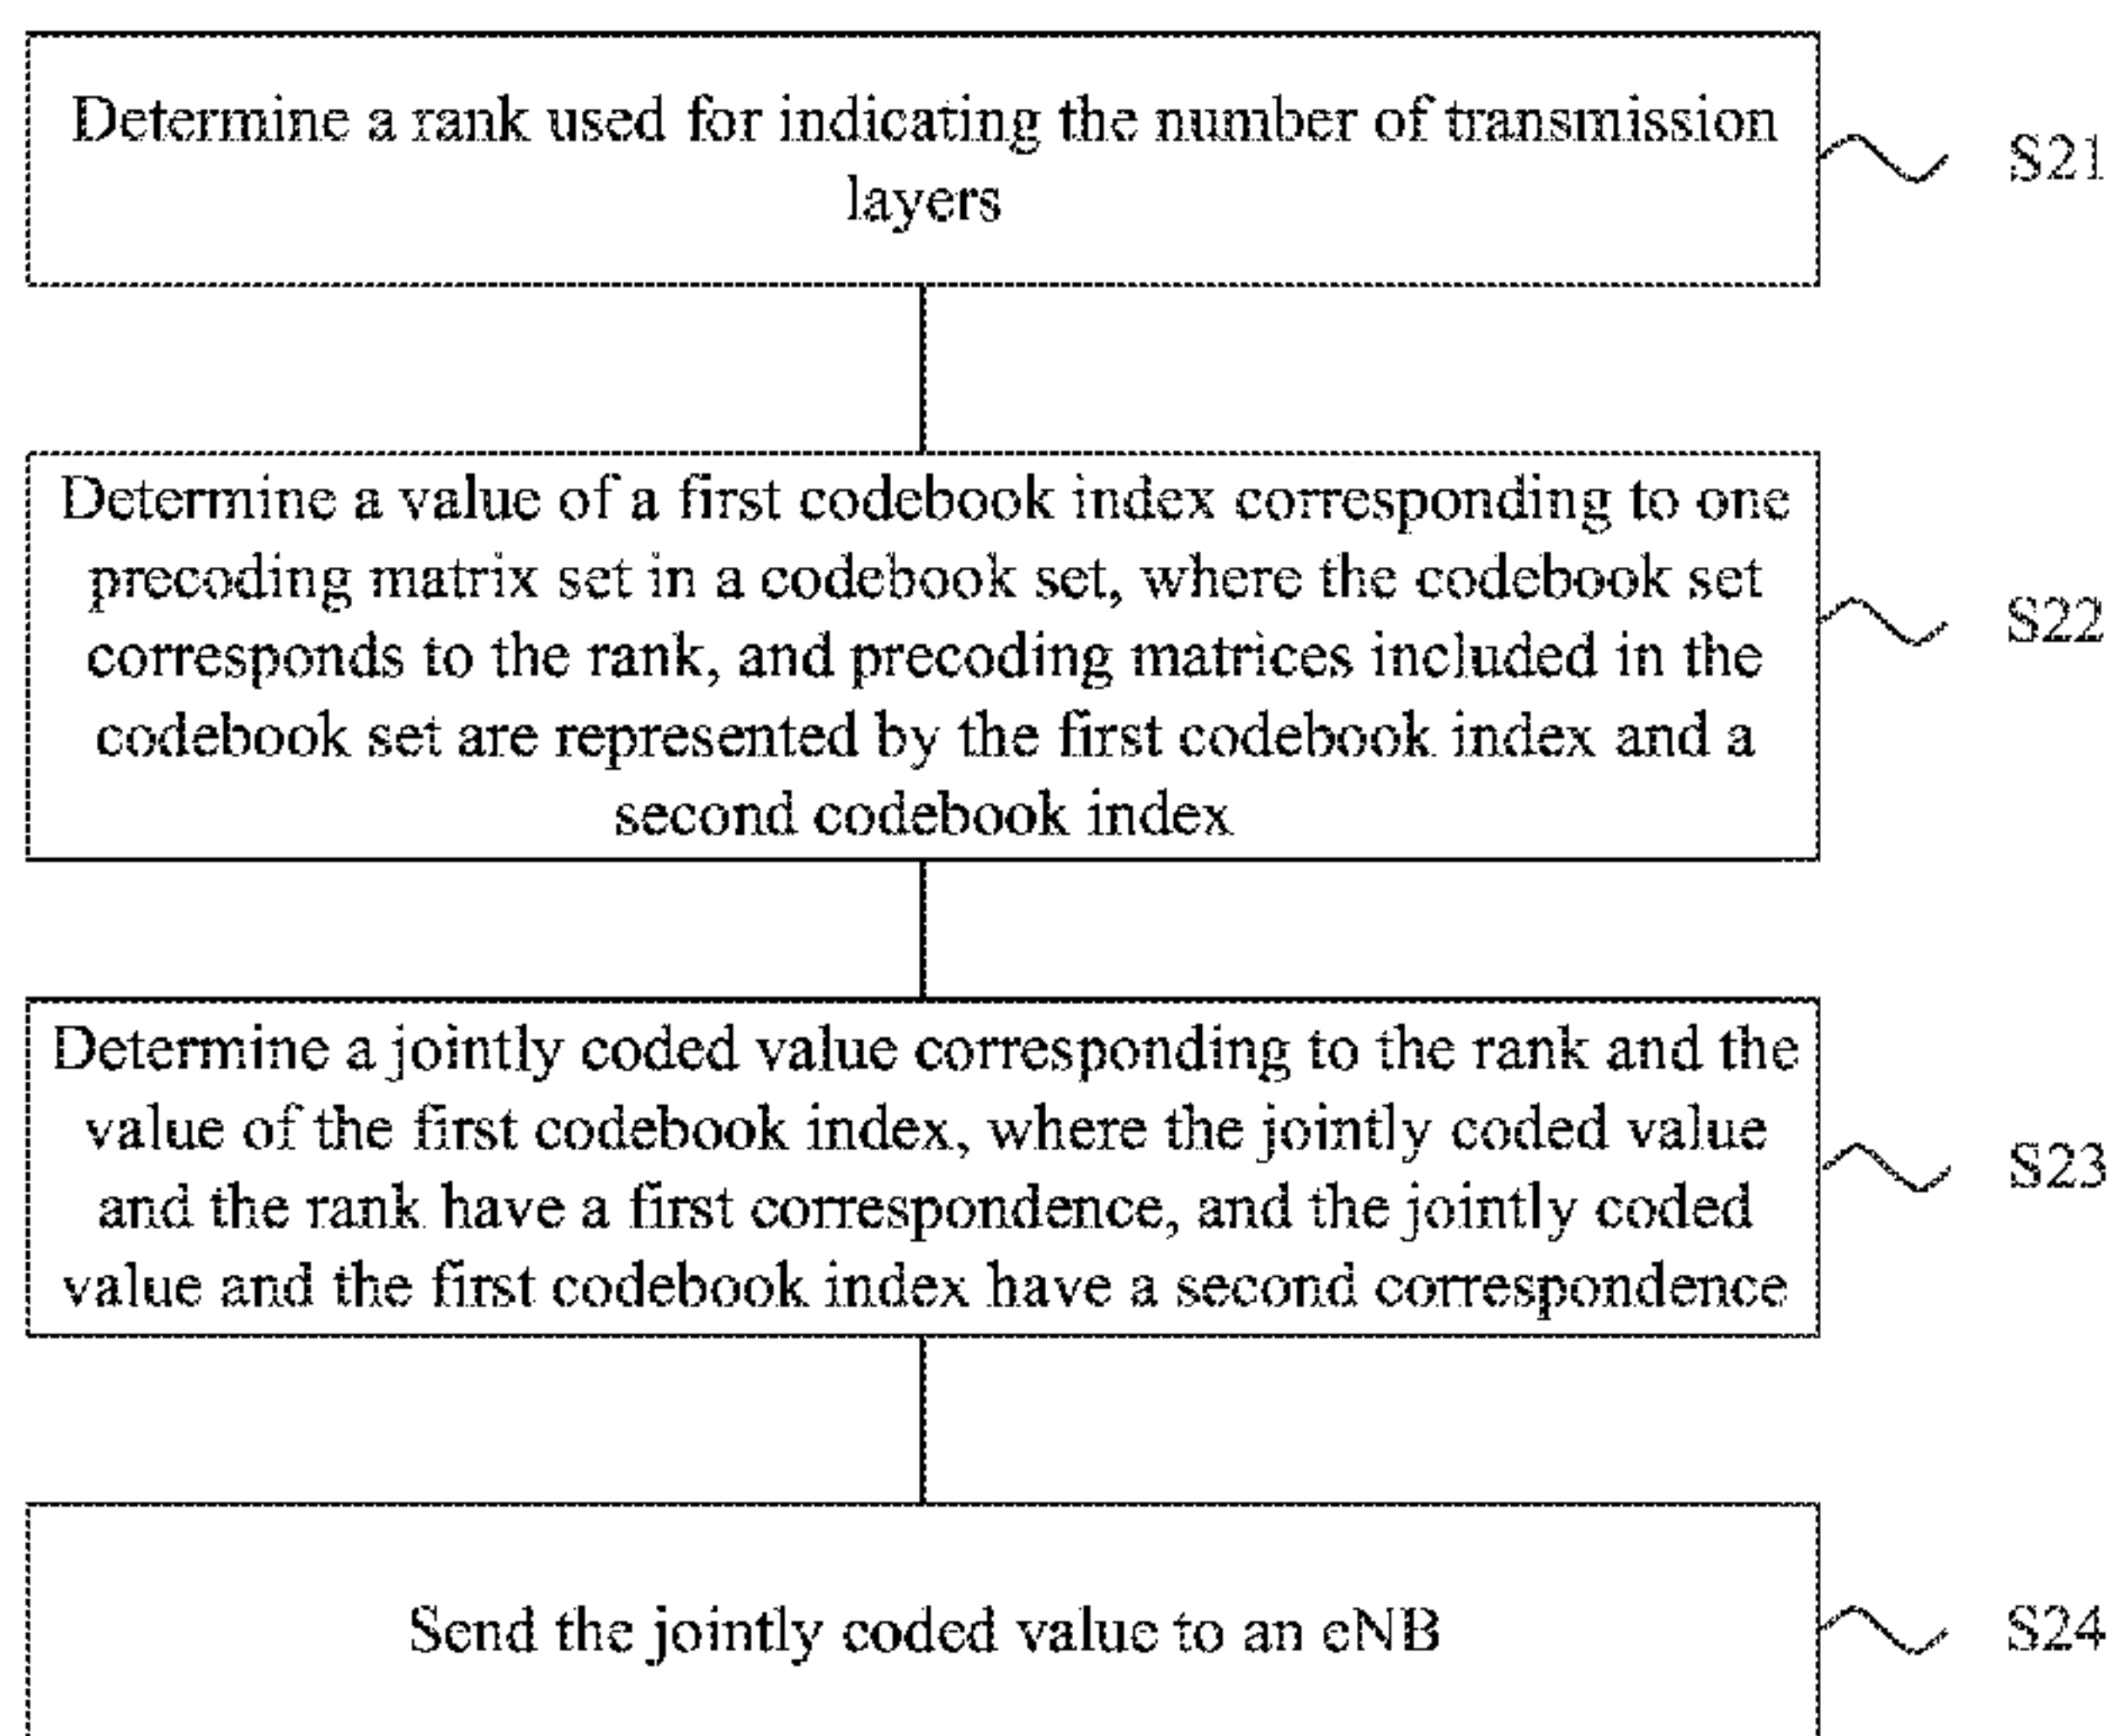 Determine a rank used for indicating the number of transmission
layers
S21
Determine a value of a first codebook index corresponding to one
precoding matrix set in a codebook set, where the codebook set
corresponds to the rank, and precoding matrices included in the
codebook set are represented by the first codebook index and a
second codebook index
S22
Determine a jointly coded value corresponding to the rank and the
value of the first codebook index, where the jointly coded value
and the rank have a first correspondence, and the jointly coded
value and the first codebook index have a second correspondence
S23
Send the jointly coded value to an eNB
S24